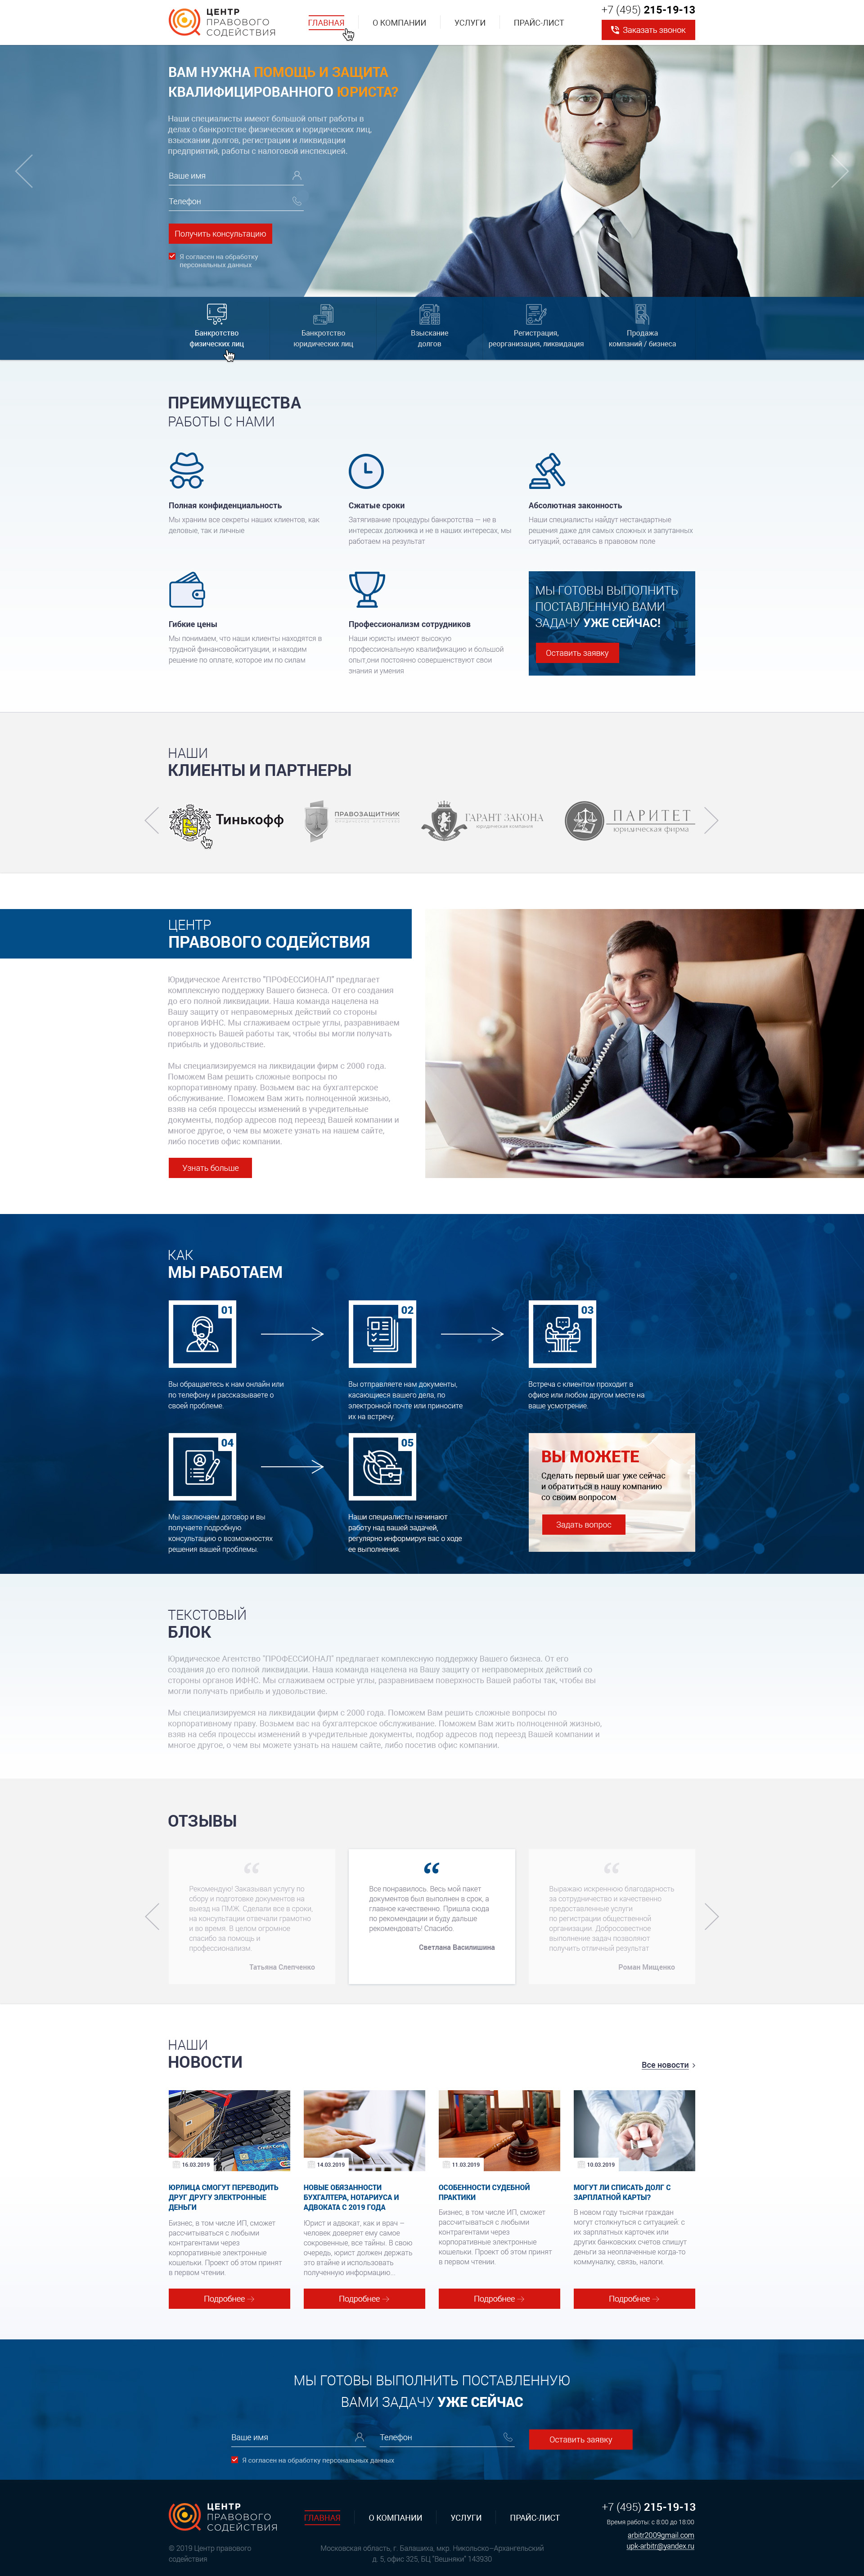 ЦЕНТР
ПРАВОВОГО
СОДЕЙСТВИЯ
ГЛАВНАЯ
О КОМПАНИИ
УСЛУГИ
ПРАЙС-ЛИСТ
+7 (495) 215-19-13
Заказать звонок
ВАМ НУЖНА ПОМОЩЬ И ЗАЩИТА
КВАЛИФИЦИРОВАННОГО ЮРИСТА?
Наши специалисты имеют большой опыт работы в
делах о банкротстве физических и юридических лиц,
взыскании долгов, регистрации и ликвидации
предприятий, работы с налоговой инспекцией.
Ваше имя
Телефон
Получить консультацию
Я согласен на обработку
персональных данных
Банкротство
физических лиц
Банкротство
юридических лиц
Взыскание
долгов
Регистрация,
реорганизация, ликвидация
Продажа
компаний / бизнеса
ПРЕИМУЩЕСТВА
РАБОТЫ С НАМИ
Полная конфиденциальность
Мы храним все секреты наших клиентов, как
деловые, так и личные
Сжатые сроки
Затягивание процедуры банкротства — не в
интересах должника и не в наших интересах, мы
работаем на результат
Абсолютная законность
Наши специалисты найдут нестандартные
решения даже для самых сложных и запутанных
ситуаций, оставаясь в правовом поле
Гибкие цены
Мы понимаем, что наши клиенты находятся в
трудной финансовойситуации, и находим
решение по оплате, которое им по силам
Профессионализм сотрудников
Наши юристы имеют высокую
профессиональную квалификацию и большой
опыт,они постоянно совершенствуют свои
знания и умения
МЫ ГОТОВЫ ВЫПОЛНИТЬ
ПОСТАВЛЕННУЮ ВАМИ
ЗАДАЧУ УЖЕ СЕЙЧАС!
Оставить заявку
НАШИ
КЛИЕНТЫ И ПАРТНЕРЫ
Тинькофф
ПРАВОЗАЩИТНИК
ГАРАНТ ЗАКОНА
юридическая компания
ПАРИТЕТ
юридическая фирма
ЦЕНТР
ПРАВОВОГО СОДЕЙСТВИЯ
Юридическое Агентство "ПРОФЕССИОНАЛ" предлагает
комплексную поддержку Вашего бизнеса. От его создания
до его полной ликвидации. Наша команда нацелена на
Вашу защиту от неправомерных действий со стороны
органов ИФНС. Мы сглаживаем острые углы, разравниваем
поверхность Вашей работы так, чтобы вы могли получать
прибыль и удовольствие.
Мы специализируемся на ликвидации фирм с 2000 года.
Поможем Вам решить сложные вопросы по
корпоративному праву. Возьмем вас на бухгалтерское
обслуживание. Поможем Вам жить полноценной жизнью,
взяв на себя процессы изменений в учредительные
документы, подбор адресов под переезд Вашей компании и
многое другое, о чем вы можете узнать на нашем сайте,
либо посетив офис компании.
Узнать больше
КАК
МЫ РАБОТАЕМ
01
02
03
Вы обращаетесь к нам онлайн или
по телефону и рассказываете о
своей проблеме.
Вы отправляете нам документы,
касающиеся вашего дела, по
электронной почте или приносите
их на встречу.
Встреча с клиентом проходит в
офисе или любом другом месте на
ваше усмотрение.
04
05
Мы заключаем договор и вы
получаете подробную
консультацию о возможностях
решения вашей проблемы.
Наши специалисты начинают
работу над вашей задачей,
регулярно информируя вас о ходе
ее выполнения.
ВЫ МОЖЕТЕ
Сделать первый шаг уже сейчас
и обратиться в нашу компанию
со своим вопросом
Задать вопрос
ТЕКСТОВЫЙ
БЛОК
Юридическое Агентство "ПРОФЕССИОНАЛ" предлагает комплексную поддержку Вашего бизнеса. От его
создания до его полной ликвидации. Наша команда нацелена на Вашу защиту от неправомерных действий со
стороны органов ИФНС. Мы сглаживаем острые углы, разравниваем поверхность Вашей работы так, чтобы вы
могли получать прибыль и удовольствие.
Мы специализируемся на ликвидации фирм с 2000 года. Поможем Вам решить сложные вопросы по
корпоративному праву. Возьмем вас на бухгалтерское обслуживание. Поможем Вам жить полноценной жизнью,
взяв на себя процессы изменений в учредительные документы, подбор адресов под переезд Вашей компании и
многое другое, о чем вы можете узнать на нашем сайте, либо посетив офис компании.
ОТЗЫВЫ
“
Рекомендую! Заказывал услугу по
сбору и подготовке документов на
выезд на ПМЖ. Сделали все в сроки,
на консультации отвечали грамотно
и во время. В целом огромное
спасибо за помощь и
профессионализм.
Татьяна Слепченко
“
Все понравилось. Весь мой пакет
документов был выполнен в срок, а
главное качественно. Пришла сюда
по рекомендации и буду дальше
рекомендовать! Спасибо.
Светлана Василишина
“
Выражаю искреннюю благодарность
за сотрудничество и качественно
предоставленные услуги
по регистрации общественной
организации. Добросовестное
выполнение задач позволяют
получить отличный результат
Роман Мищенко
НАШИ
НОВОСТИ
Все новости >
16.03.2019
14.03.2019
11.03.2019
10.03.2019
ЮРЛИЦА СМОГУТ ПЕРЕВОДИТЬ
ДРУГ ДРУГУ ЭЛЕКТРОННЫЕ
ДЕНЬГИ
Бизнес, в том числе ИП, сможет
рассчитываться с любыми
контрагентами через
корпоративные электронные
кошельки. Проект об этом принят
в первом чтении.
Подробнее
НОВЫЕ ОБЯЗАННОСТИ
БУХГАЛТЕРА, НОТАРИУСА И
АДВОКАТА С 2019 ГОДА
Юрист и адвокат, как и врач –
человек доверяет ему самое
сокровенные, все тайны. В свою
очередь, юрист должен держать
это втайне и использовать
полученную информацию...
Подробнее
ОСОБЕННОСТИ СУДЕБНОЙ
ПРАКТИКИ
Бизнес, в том числе ИП, сможет
рассчитываться с любыми
контрагентами через
корпоративные электронные
кошельки. Проект об этом принят
в первом чтении.
Подробнее
МОГУТ ЛИ СПИСАТЬ ДОЛГ С
ЗАРПЛАТНОЙ КАРТЫ?
В новом году тысячи граждан
могут столкнуться с ситуацией: с
их зарплатных карточек или
других банковских счетов спишут
деньги за неоплаченные когда-то
коммуналку, связь, налоги.
Подробнее
МЫ ГОТОВЫ ВЫПОЛНИТЬ ПОСТАВЛЕННУЮ
ВАМИ ЗАДАЧУ УЖЕ СЕЙЧАС
Ваше имя
Телефон
Оставить заявку
Я согласен на обработку персональных данных
ЦЕНТР
ПРАВОВОГО
СОДЕЙСТВИЯ
ГЛАВНАЯ
О КОМПАНИИ
УСЛУГИ
ПРАЙС-ЛИСТ
+7 (495) 215-19-13
Время работы: с 8:00 до 18:00
arbitr2009gmail.com
upk-arbitr@yandex.ru
© 2019 Центр правового
содействия
Московская область, г. Балашиха, мкр. Никольско–Архангельский
д. 5, офис 325, БЦ "Вешняки" 143930